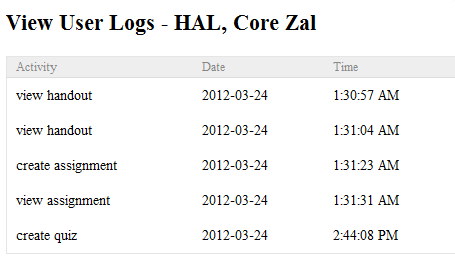 View User Logs - HAL, Core Zal
Activity Date Time
view handout 2012-03-24 1:30:57 AM
view handout 2012-03-24 1:31:04 AM
create assignment 2012-03-24 1:31:23 AM
view assignment 2012-03-24 1:31:31 AM
create quiz 2012-03-24 2:44:08 PM